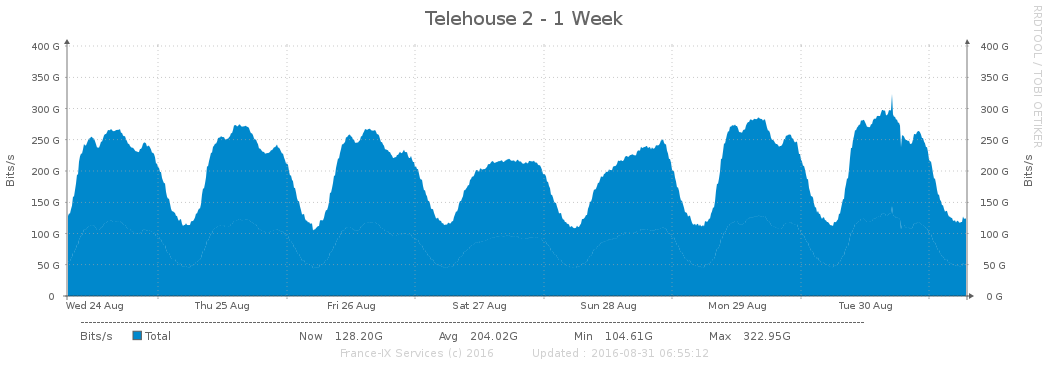 Telehouse 2 - 1 Week
RRDTOOL / TOBI OETIKER
Bits/s
400 G
350 G
300 G
250 G
200 G
150 G
100 G
50 G
0
400 G
350 G
300 G
250 G
200 G
150 G
100 G
50 G
0 G
Bits/s
Wed 24 Aug Thu 25 Aug Fri 26 Aug Sat 27 Aug Sun 28 Aug Mon 29 Aug Tue 30 Aug
Bits/s Total Now 128.20G Avg 204.02G Min 104.61G Max 322.95G
France-IX Services (c) 2016 Updated : 2016-08-31 06:55:12